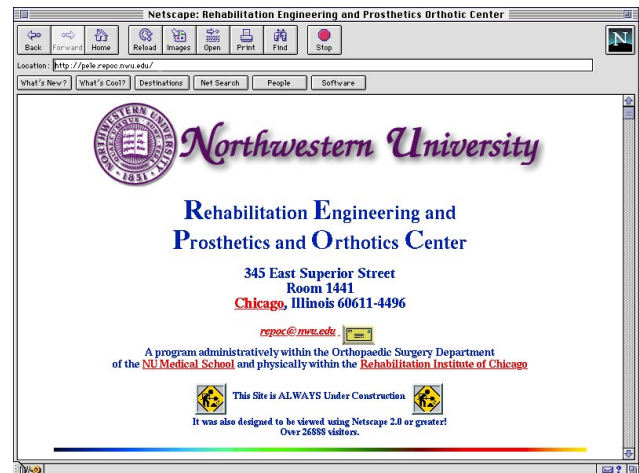 Netscape: Rehabilitation Engineering and Prosthetics Orthotic Center
Back Forward Home Reload Images Open Print Find Stop
N
Location: http://pele.repoc.nwu.edu/
What's New? What's Cool? Destinations Net Search People Software
NORTHWESTERN UNIVERSITY
1851
Northwestern University
Rehabilitation Engineering and
Prosthetics and Orthotics Center
345 East Superior Street
Room 1441
Chicago, Illinois 60611-4496
repoc@nwu.edu
A program administratively within the Orthopaedic Surgery Department
of the NU Medical School and physically within the Rehabilitation Institute of Chicago
This Site is ALWAYS Under Construction
It was also designed to be viewed using Netscape 2.0 or greater!
Over 26888 visitors.